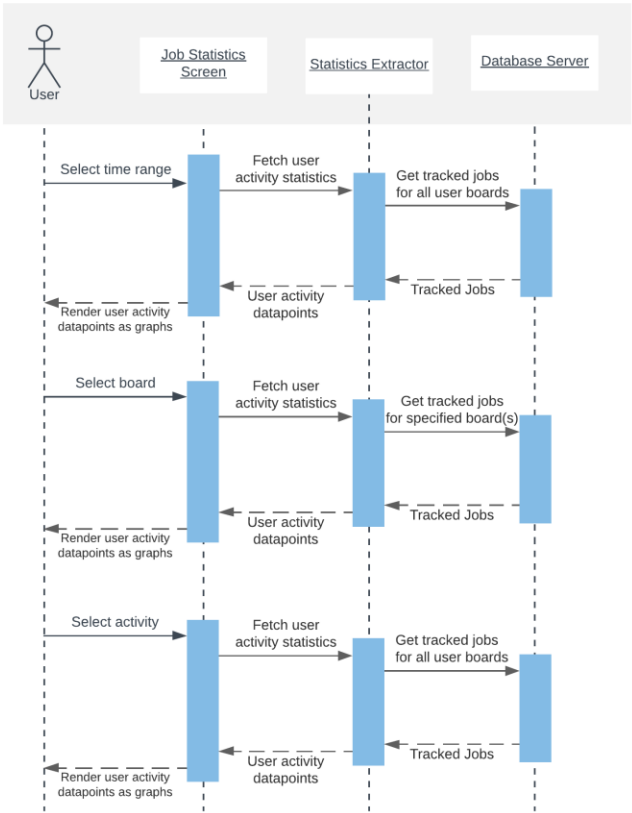 User
Job Statistics
Screen
Statistics Extractor
Database Server
Select time range
Fetch user
activity statistics
Get tracked jobs
for all user boards
Tracked Jobs
User activity
datapoints
Render user activity
datapoints as graphs
Select board
Fetch user
activity statistics
Get tracked jobs
for specified board(s)
Tracked Jobs
User activity
datapoints
Render user activity
datapoints as graphs
Select activity
Fetch user
activity statistics
Get tracked jobs
for all user boards
Tracked Jobs
User activity
datapoints
Render user activity
datapoints as graphs